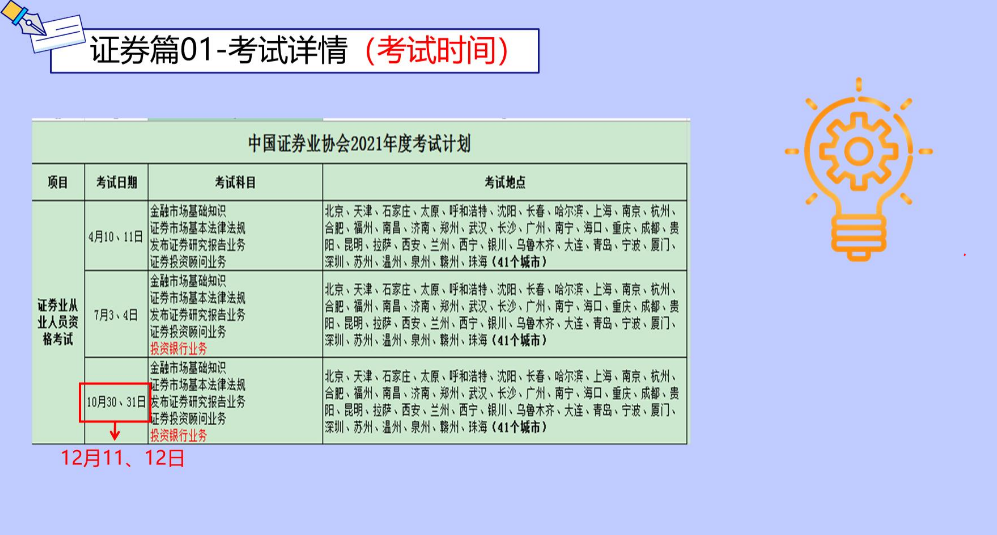 证券篇01-考试详情（考试时间）
中国证券业协会2021年度考试计划
项目 考试日期 考试科目 考试地点
证券业从
业人员资
格考试
4月10、11日
金融市场基础知识
证券市场基本法律法规
发布证券研究报告业务
证券投资顾问业务
北京、天津、石家庄、太原、呼和浩特、沈阳、长春、哈尔滨、上海、南京、杭州、
合肥、福州、南昌、济南、郑州、武汉、长沙、广州、南宁、海口、重庆、成都、贵
阳、昆明、拉萨、西安、兰州、西宁、银川、乌鲁木齐、大连、青岛、宁波、厦门、
深圳、苏州、温州、泉州、赣州、珠海（41个城市）
7月3、4日
金融市场基础知识
证券市场基本法律法规
发布证券研究报告业务
证券投资顾问业务
投资银行业务
北京、天津、石家庄、太原、呼和浩特、沈阳、长春、哈尔滨、上海、南京、杭州、
合肥、福州、南昌、济南、郑州、武汉、长沙、广州、南宁、海口、重庆、成都、贵
阳、昆明、拉萨、西安、兰州、西宁、银川、乌鲁木齐、大连、青岛、宁波、厦门、
深圳、苏州、温州、泉州、赣州、珠海（41个城市）
10月30、31日
金融市场基础知识
证券市场基本法律法规
发布证券研究报告业务
证券投资顾问业务
投资银行业务
北京、天津、石家庄、太原、呼和浩特、沈阳、长春、哈尔滨、上海、南京、杭州、
合肥、福州、南昌、济南、郑州、武汉、长沙、广州、南宁、海口、重庆、成都、贵
阳、昆明、拉萨、西安、兰州、西宁、银川、乌鲁木齐、大连、青岛、宁波、厦门、
深圳、苏州、温州、泉州、赣州、珠海（41个城市）
12月11、12日